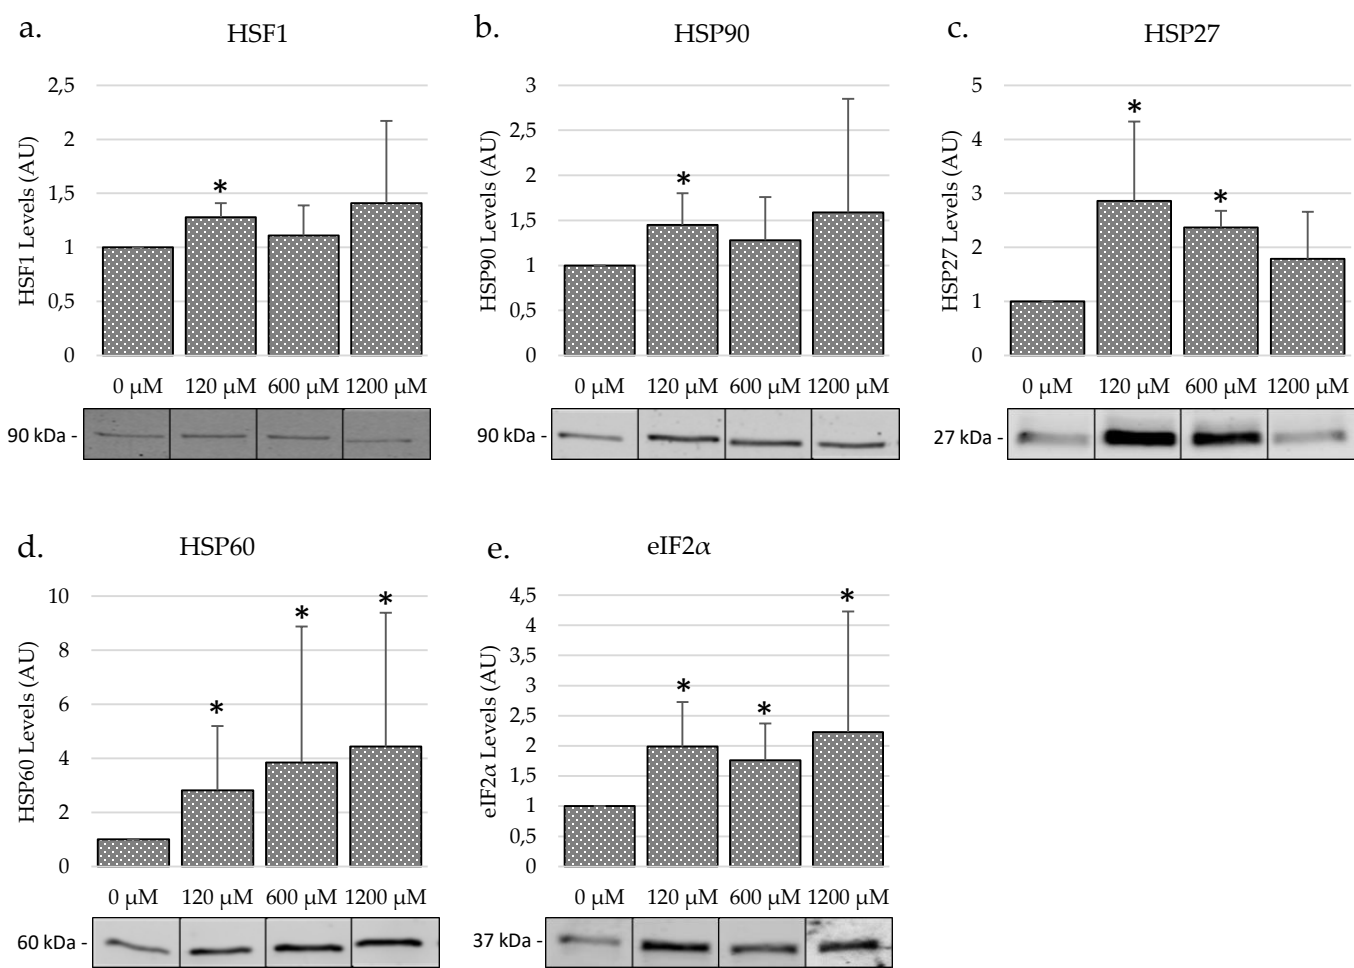 a.
HSF1
HSF1 Levels (AU)
2,5
2
1,5
1
0,5
0
*
0 µM 120 µM 600 µM 1200 µM
90 kDa -
b.
HSP90
HSP90 Levels (AU)
3
2,5
2
1,5
1
0,5
0
*
0 µM 120 µM 600 µM 1200 µM
90 kDa -
c.
HSP27
HSP27 Levels (AU)
5
4
3
2
1
0
*
*
0 µM 120 µM 600 µM 1200 µM
27 kDa -
d.
HSP60
HSP60 Levels (AU)
10
8
6
4
2
0
*
*
*
0 µM 120 µM 600 µM 1200 µM
60 kDa -
e.
eIF2α
eIF2α Levels (AU)
4,5
4
3,5
3
2,5
2
1,5
1
0,5
0
*
*
*
0 µM 120 µM 600 µM 1200 µM
37 kDa -